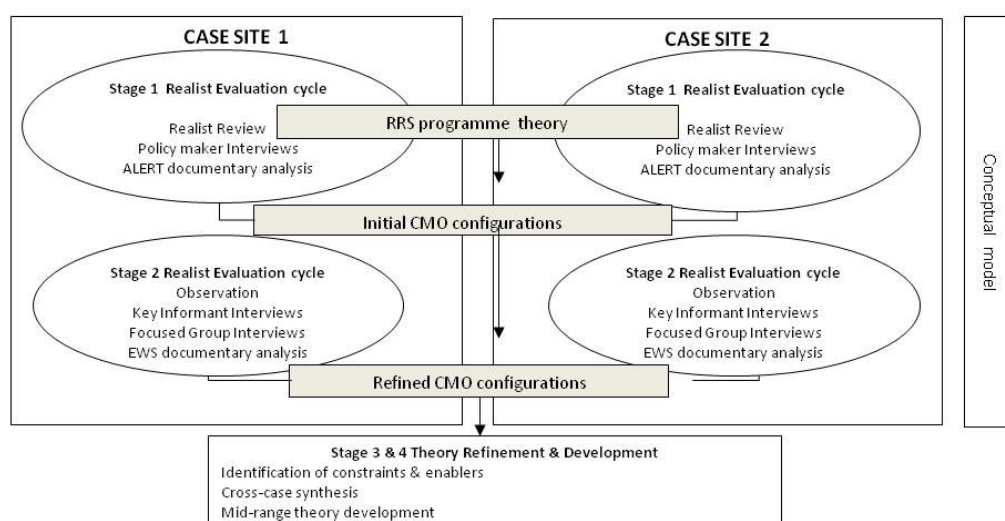 CASE SITE 1
Stage 1 Realist Evaluation cycle
Realist Review
Policy maker Interviews
ALERT documentary analysis
CASE SITE 2
Stage 1 Realist Evaluation cycle
Realist Review
Policy maker Interviews
ALERT documentary analysis
RRS programme theory
Initial CMO configurations
Stage 2 Realist Evaluation cycle
Observation
Key Informant Interviews
Focused Group Interviews
EWS documentary analysis
Stage 2 Realist Evaluation cycle
Observation
Key Informant Interviews
Focused Group Interviews
EWS documentary analysis
Refined CMO configurations
Stage 3 & 4 Theory Refinement & Development
Identification of constraints & enablers
Cross-case synthesis
Mid-range theory development
Conceptual model